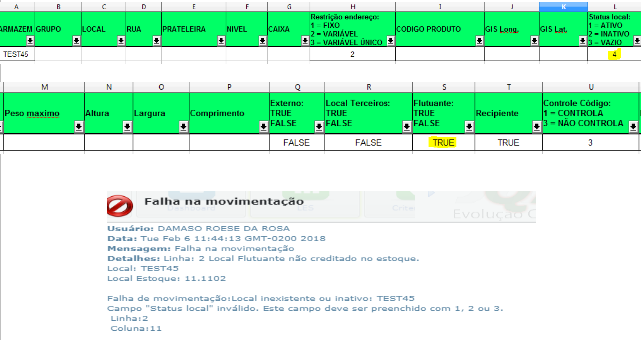 A B C D E F G H I J K L
ARMAZEM GRUPO LOCAL RUA PRATELEIRA NIVEL CAIXA Restrição endereço: 1 = FIXO 2 = VARIÁVEL 3 = VARIÁVEL ÚNICO CODIGO PRODUTO GIS Long. GIS Lat. Status local: 1 = ATIVO 2 = INATIVO 3 = VAZIO
TEST45 2 4
M N O P Q R S T U
Peso maximo Altura Largura Comprimento Externo: TRUE FALSE Local Terceiros: TRUE FALSE Flutuante: TRUE FALSE Recipiente Controle Código: 1 = CONTROLA 3 = NÃO CONTROLA
FALSE FALSE TRUE TRUE 3
Falha na movimentação
Evolução
Usuário: DAMASO ROESE DA ROSA
Data: Tue Feb 6 11:44:13 GMT-0200 2018
Mensagem: Falha na movimentação
Detalhes: Linha: 2 Local Flutuante não creditado no estoque.
Local: TEST45
Local Estoque: 11.1102
Falha de movimentação:Local inexistente ou inativo: TEST45
Campo "Status local" inválido. Este campo deve ser preenchido com 1, 2 ou 3.
Linha:2
Coluna:11